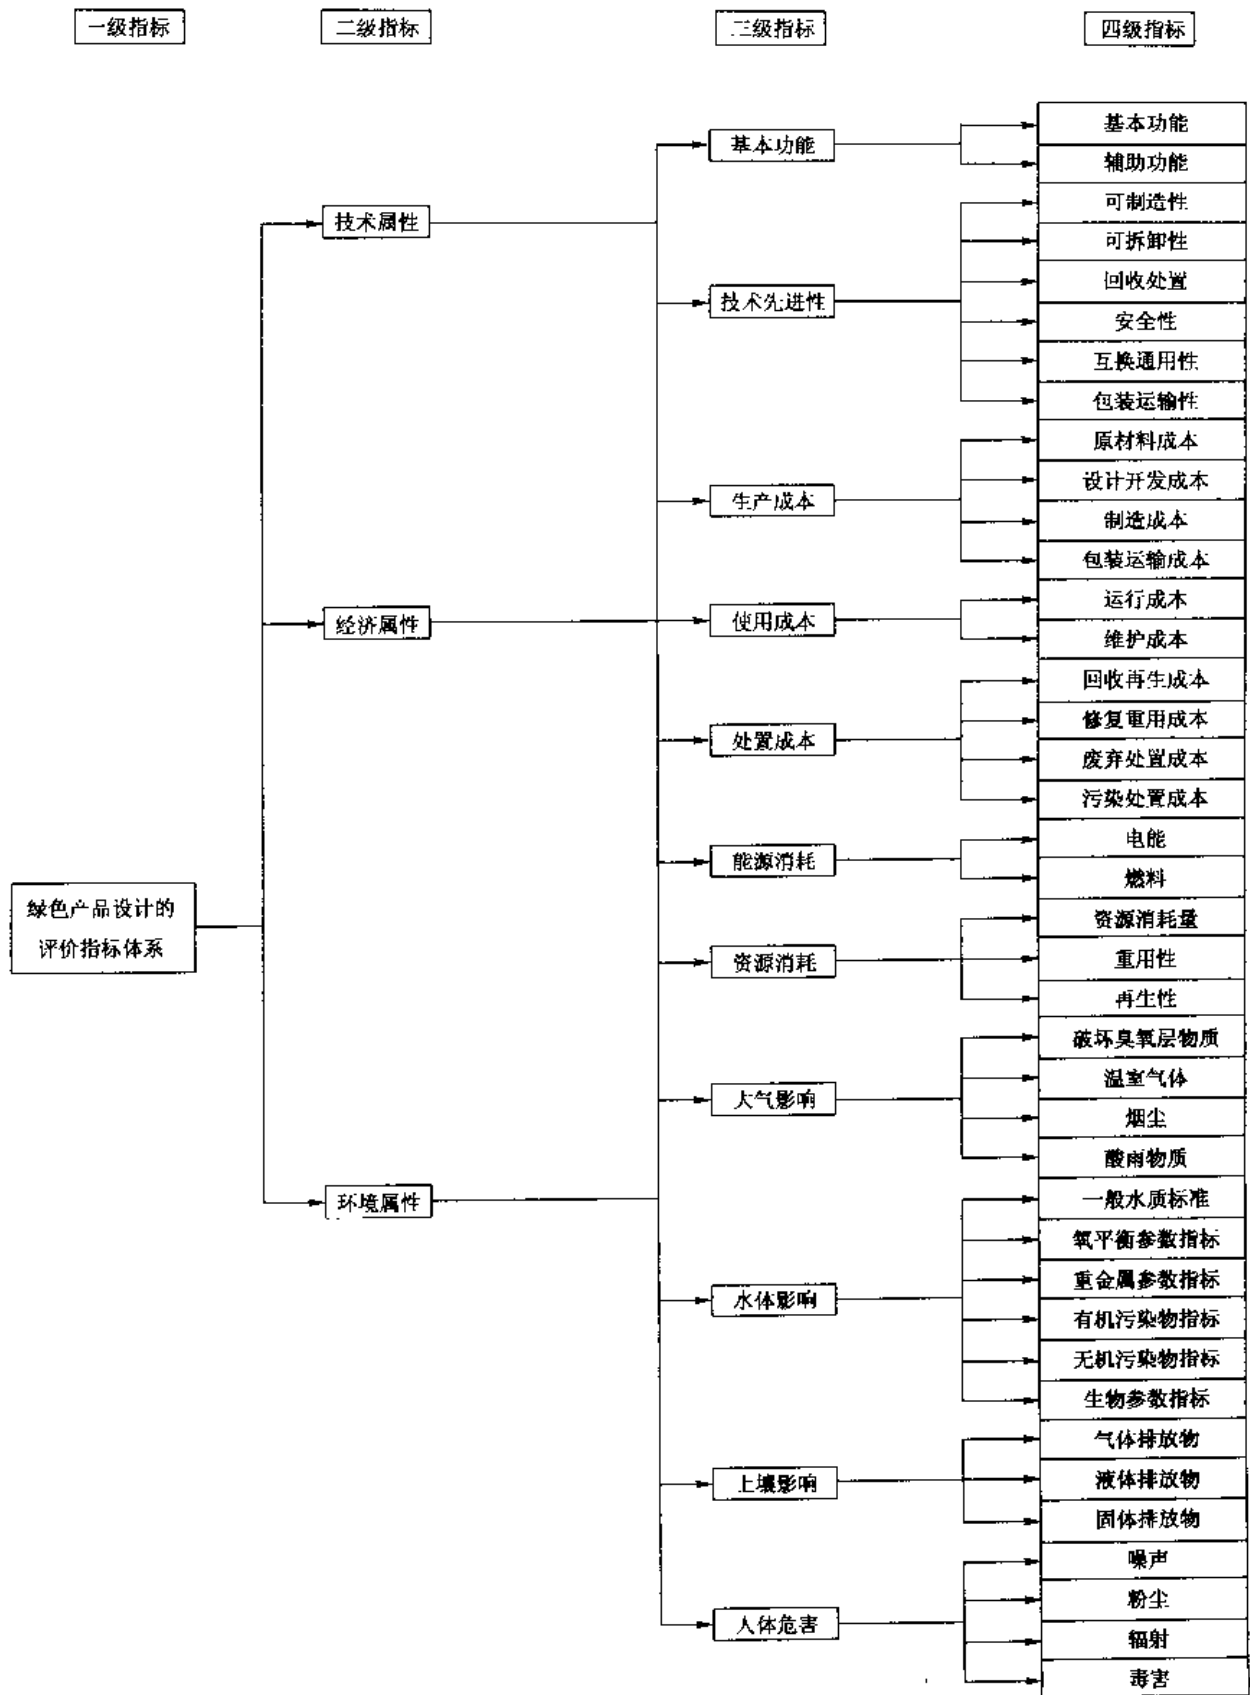 一级指标
二级指标
三级指标
四级指标
绿色产品设计的
评价指标体系
技术属性
经济属性
环境属性
基本功能
技术先进性
生产成本
使用成本
处置成本
能源消耗
资源消耗
大气影响
水体影响
土壤影响
人体危害
基本功能
辅助功能
可制造性
可拆卸性
回收处置
安全性
互换通用性
包装运输性
原材料成本
设计开发成本
制造成本
包装运输成本
运行成本
维护成本
回收再生成本
修复重用成本
废弃处置成本
污染处置成本
电能
燃料
资源消耗量
重用性
再生性
破坏臭氧层物质
温室气体
烟尘
酸雨物质
一般水质标准
氧平衡参数指标
重金属参数指标
有机污染物指标
无机污染物指标
生物参数指标
气体排放物
液体排放物
固体排放物
噪声
粉尘
辐射
毒害